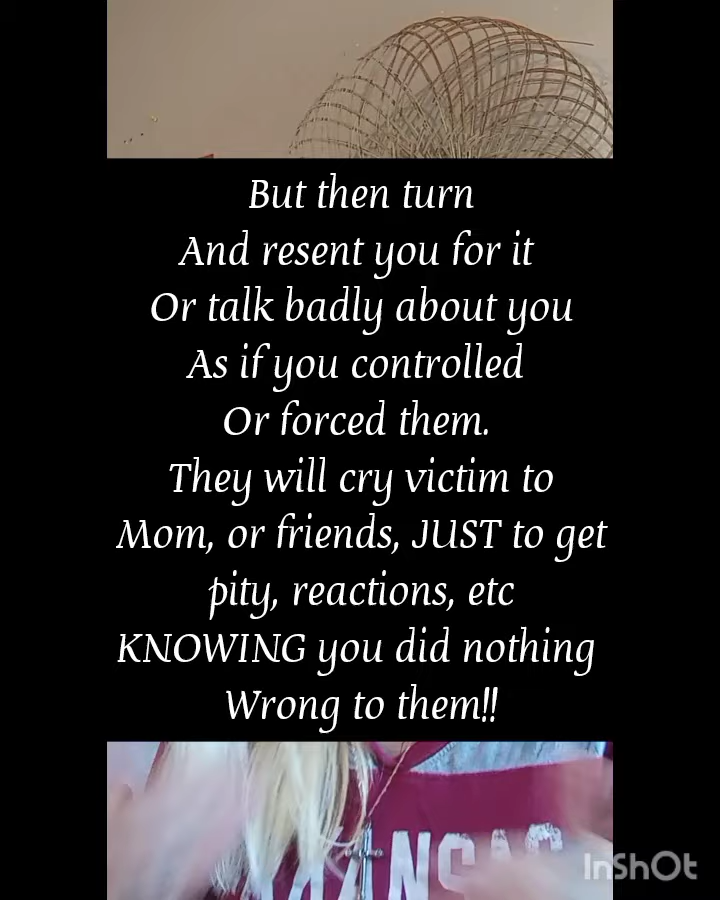 But then turn
And resent you for it
Or talk badly about you
As if you controlled
Or forced them.
They will cry victim to
Mom, or friends, JUST to get
pity, reactions, etc
KNOWING you did nothing
Wrong to them!!
InShOt